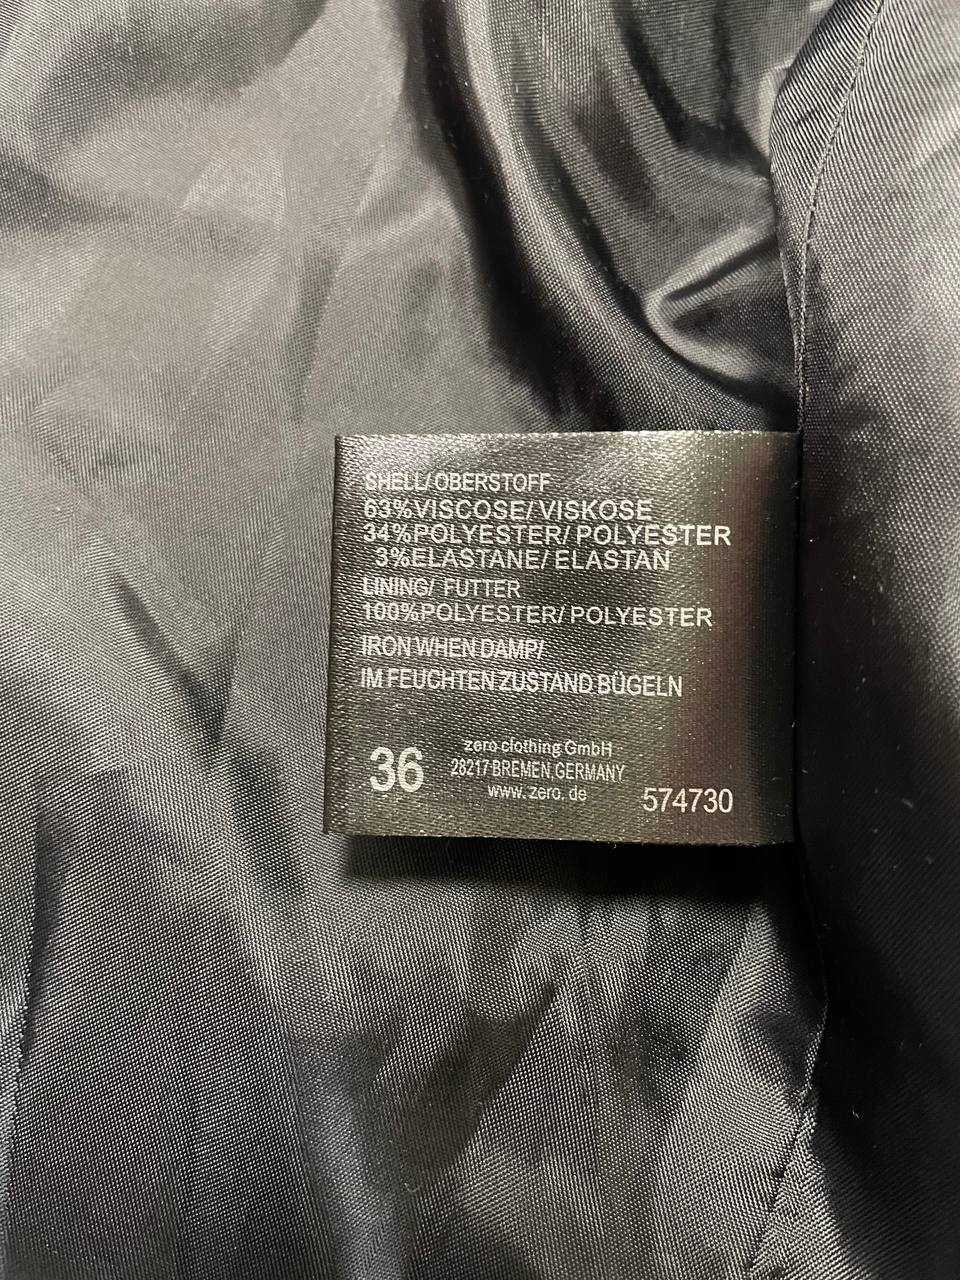 SHELL/ OBERSTOFF
63%VISCOSE/ VISKOSE
34%POLYESTER/ POLYESTER
3%ELASTANE/ ELASTAN
LINING/ FUTTER
100%POLYESTER/ POLYESTER
IRON WHEN DAMP/
IM FEUCHTEN ZUSTAND BÜGELN
36
zero clothing GmbH
28217 BREMEN, GERMANY
www. zero. de
574730